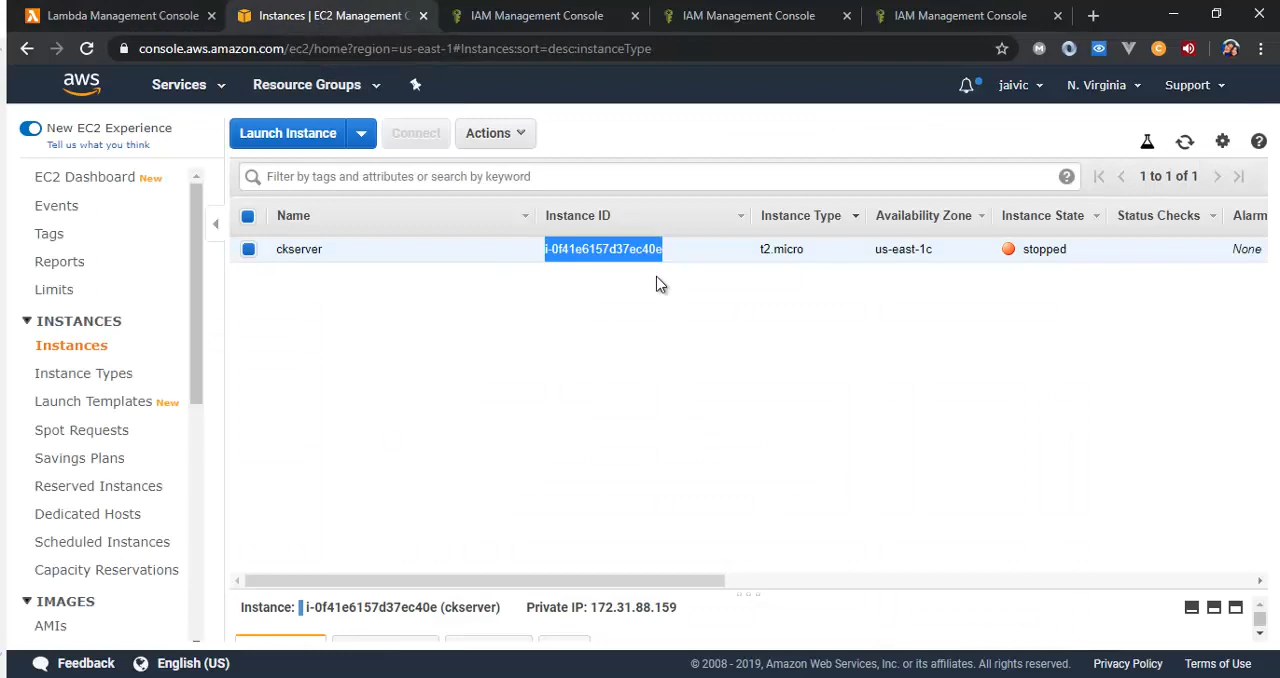 Lambda Management Console
Instances | EC2 Management C
IAM Management Console
IAM Management Console
IAM Management Console
console.aws.amazon.com/ec2/home?region=us-east-1#Instances:sort=desc:instanceType
aws
Services
Resource Groups
jaivic
N. Virginia
Support
New EC2 Experience
Tell us what you think
Launch Instance
Connect
Actions
EC2 Dashboard New
Events
Tags
Reports
Limits
INSTANCES
Instances
Instance Types
Launch Templates New
Spot Requests
Savings Plans
Reserved Instances
Dedicated Hosts
Scheduled Instances
Capacity Reservations
IMAGES
AMIs
Filter by tags and attributes or search by keyword
1 to 1 of 1
Name
Instance ID
Instance Type
Availability Zone
Instance State
Status Checks
Alarm
ckserver
i-0f41e6157d37ec40e
t2.micro
us-east-1c
stopped
None
Instance: i-0f41e6157d37ec40e (ckserver)
Private IP: 172.31.88.159
Feedback
English (US)
© 2008 - 2019, Amazon Web Services, Inc. or its affiliates. All rights reserved.
Privacy Policy
Terms of Use